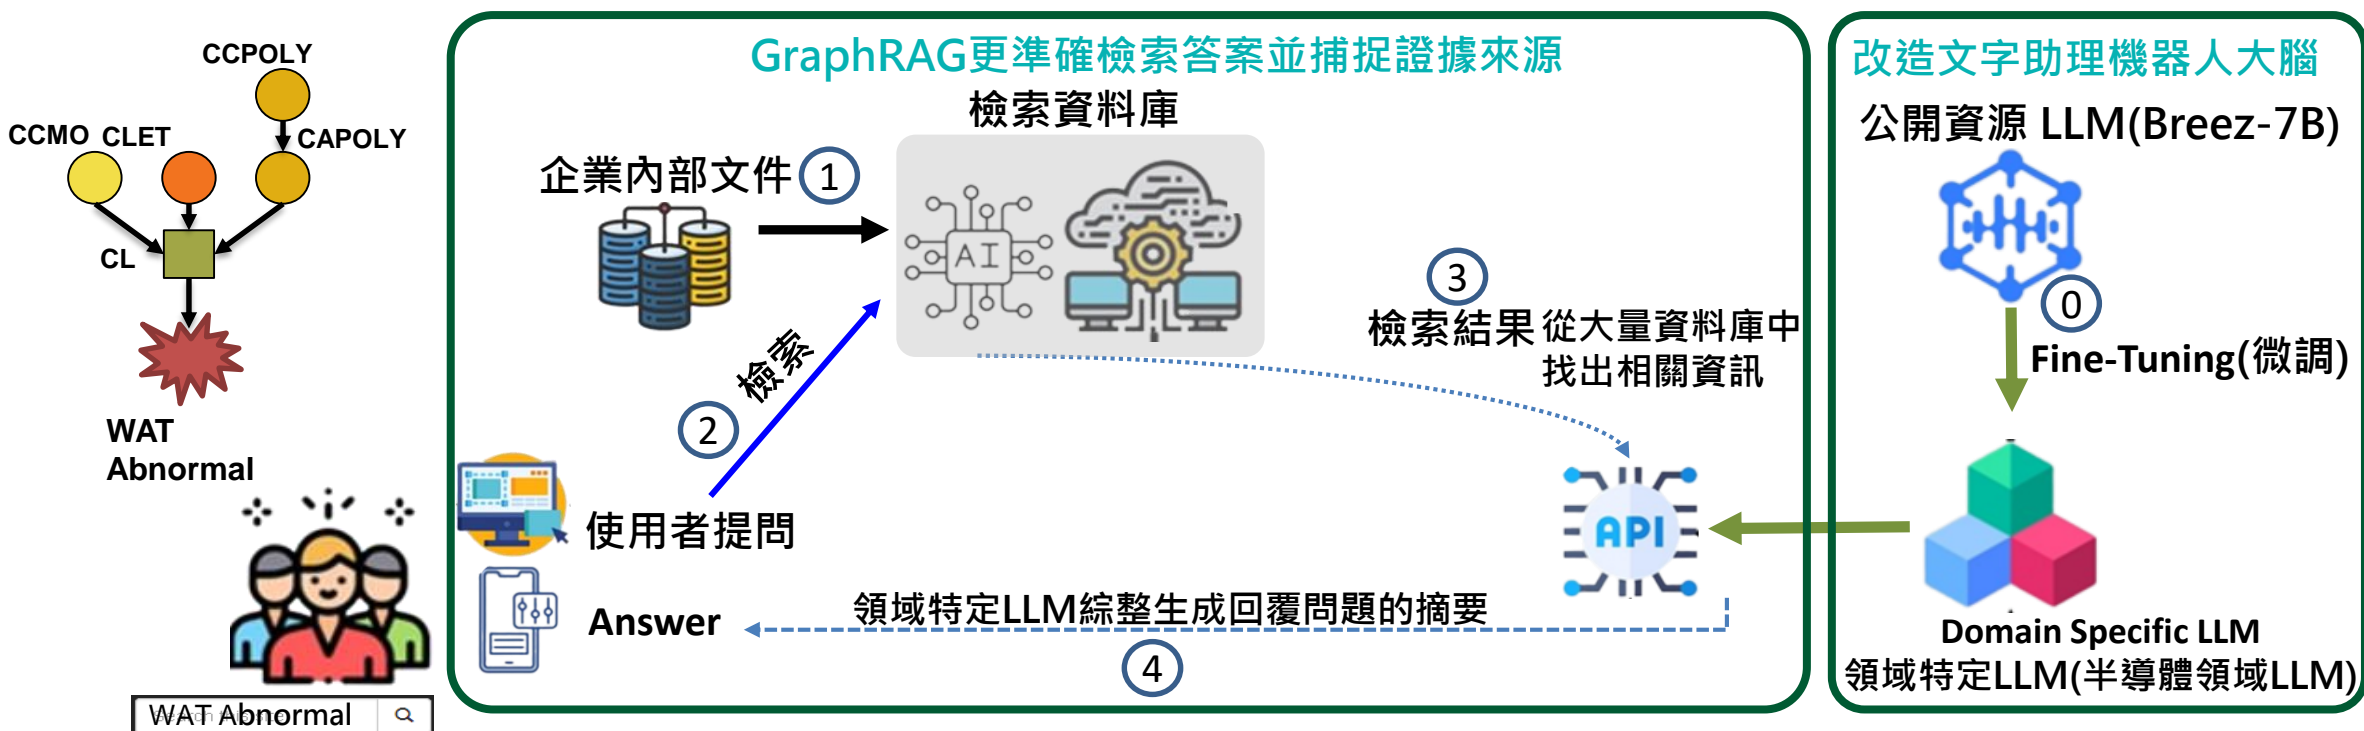 CCPOLY
CCMO CLET
CAPOLY
CL
WAT
Abnormal
WAT Abnormal
GraphRAG更準確檢索答案並捕捉證據來源
檢索資料庫
企業內部文件 1
AI
2 檢索
3
檢索結果 從大量資料庫中
找出相關資訊
使用者提問
API
Answer
領域特定LLM綜整生成回覆問題的摘要
4
改造文字助理機器人大腦
公開資源 LLM(Breez-7B)
0
Fine-Tuning(微調)
Domain Specific LLM
領域特定LLM(半導體領域LLM)